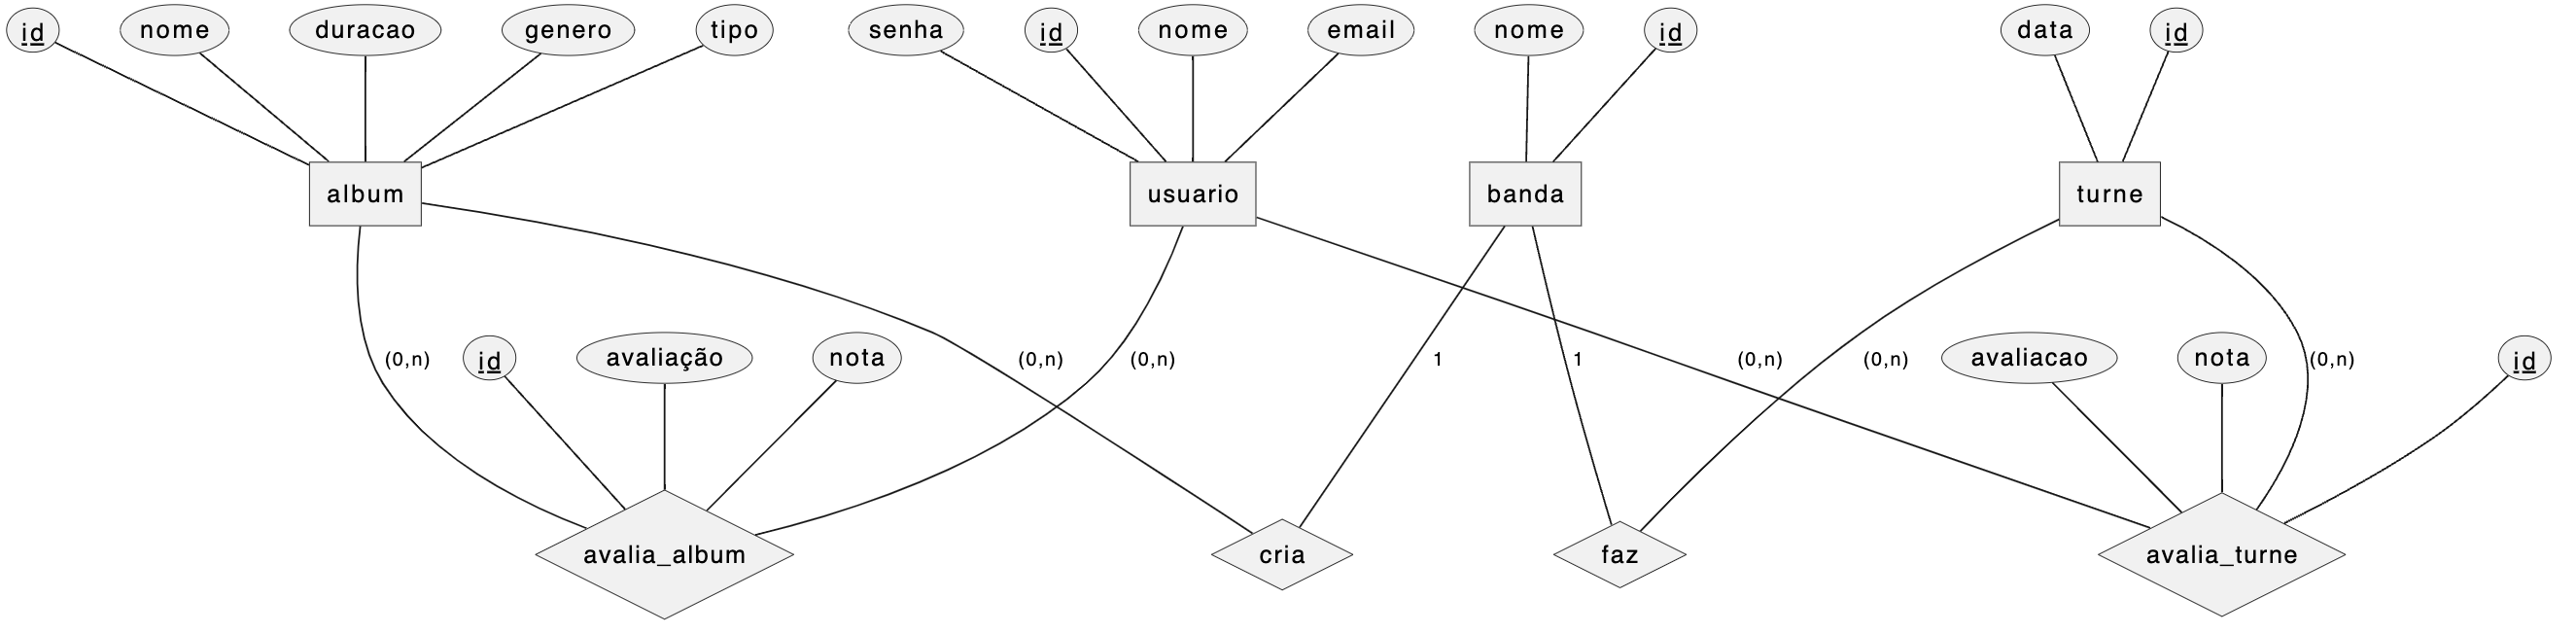 id
nome
duracao
genero
tipo
senha
id
nome
email
nome
id
data
id
album
usuario
banda
turne
(0,n)
id
avaliação
nota
(0,n)
(0,n)
1
1
(0,n)
(0,n)
avaliacao
nota
(0,n)
id
avalia_album
cria
faz
avalia_turne